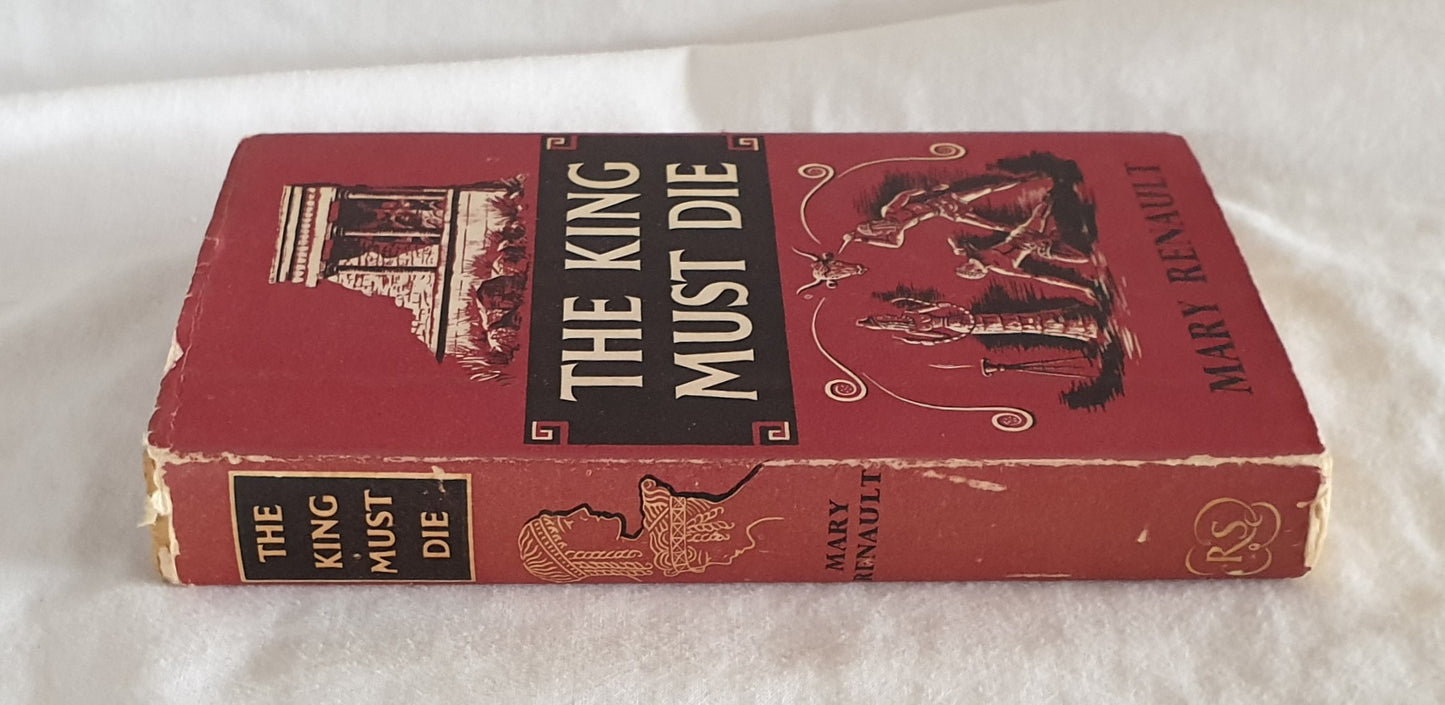 THE KING
MUST DIE
MARY RENAULT
THE
KING
MUST
DIE
MARY
RENAULT
RS